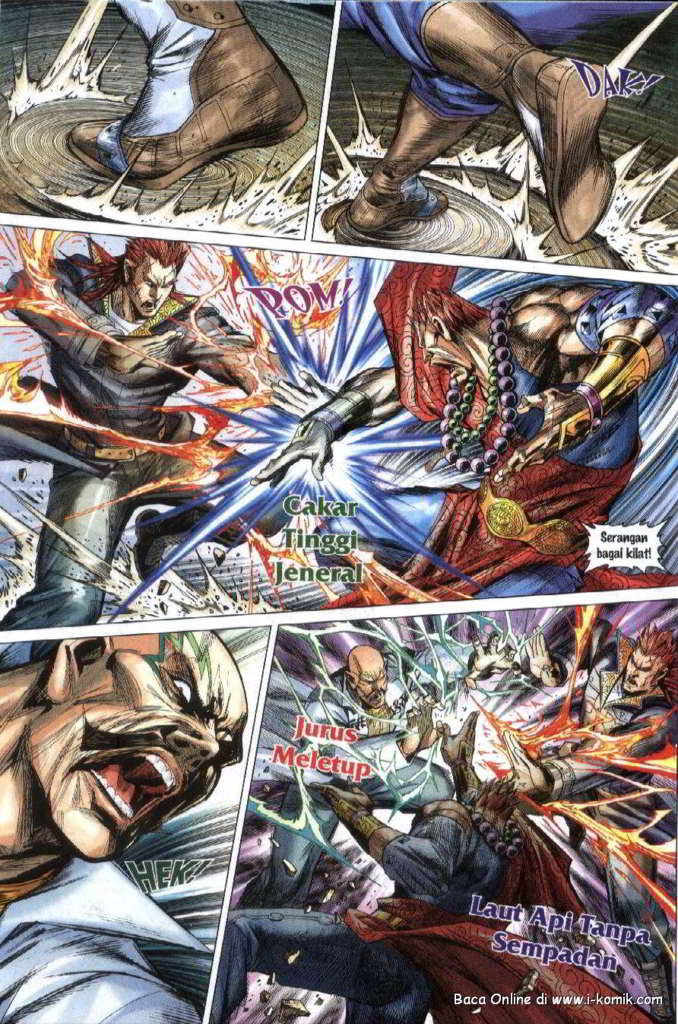 DAK!
POM!
Cakar
Tinggi
Jeneral
Serangan
bagai kilat!
HEK!!
Jurus
Meletup
Laut Api Tanpa
Sempadan
Baca Online di www.i-komik.com